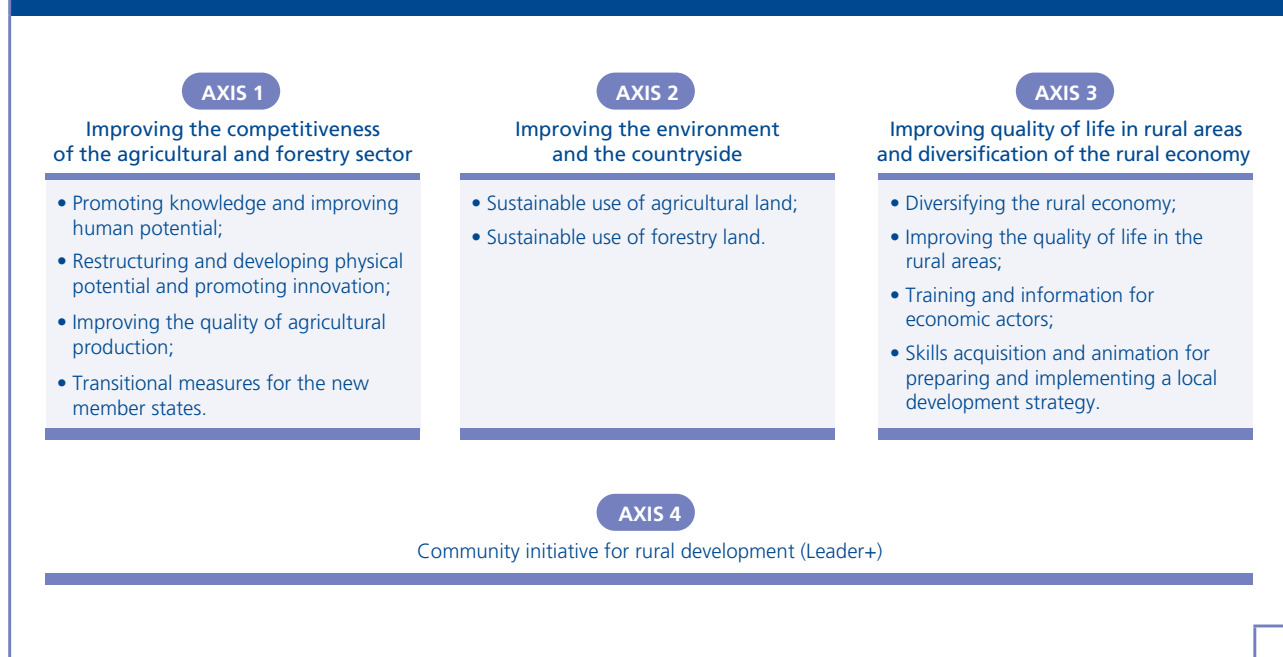 AXIS 1
Improving the competitiveness
of the agricultural and forestry sector
• Promoting knowledge and improving
human potential;
• Restructuring and developing physical
potential and promoting innovation;
• Improving the quality of agricultural
production;
• Transitional measures for the new
member states.
AXIS 2
Improving the environment
and the countryside
• Sustainable use of agricultural land;
• Sustainable use of forestry land.
AXIS 3
Improving quality of life in rural areas
and diversification of the rural economy
• Diversifying the rural economy;
• Improving the quality of life in the
rural areas;
• Training and information for
economic actors;
• Skills acquisition and animation for
preparing and implementing a local
development strategy.
AXIS 4
Community initiative for rural development (Leader+)